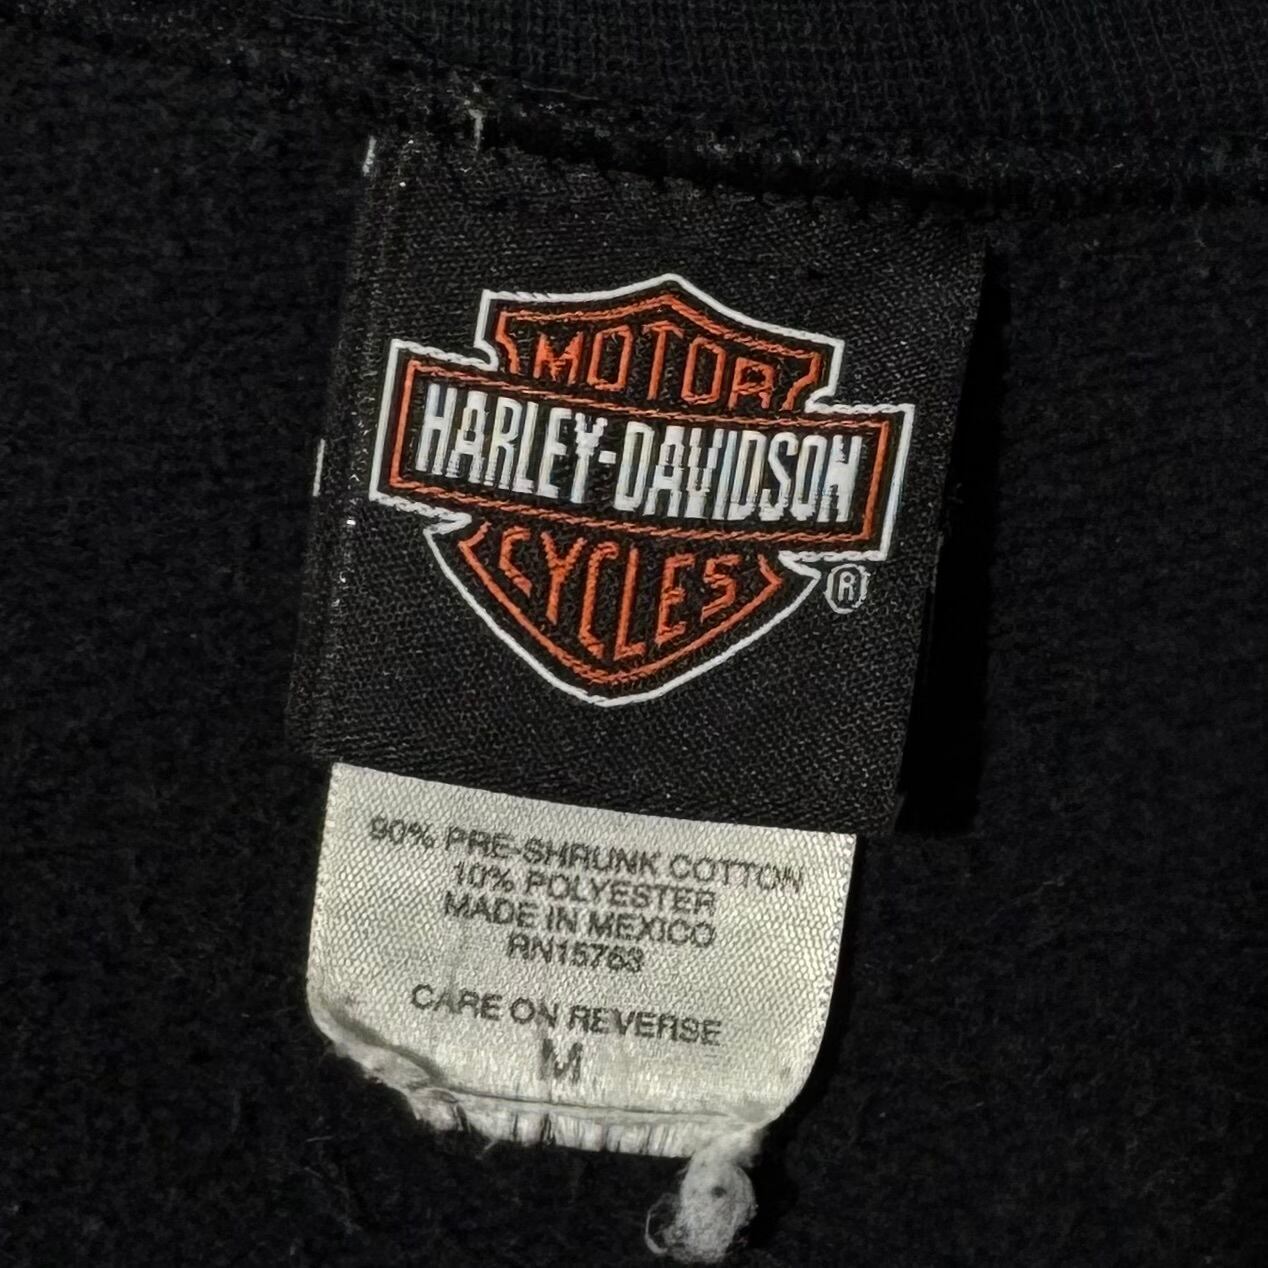 MOTOR
HARLEY-DAVIDSON
CYCLES
®
90% PRE-SHRUNK COTTON
10% POLYESTER
MADE IN MEXICO
RN15763
CARE ON REVERSE
M